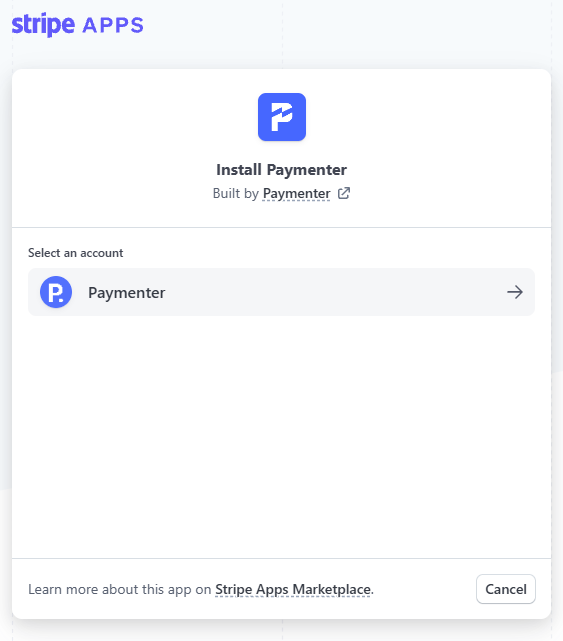 stripe APPS
Install Paymenter
Built by Paymenter
Select an account
P. Paymenter
Learn more about this app on Stripe Apps Marketplace.
Cancel